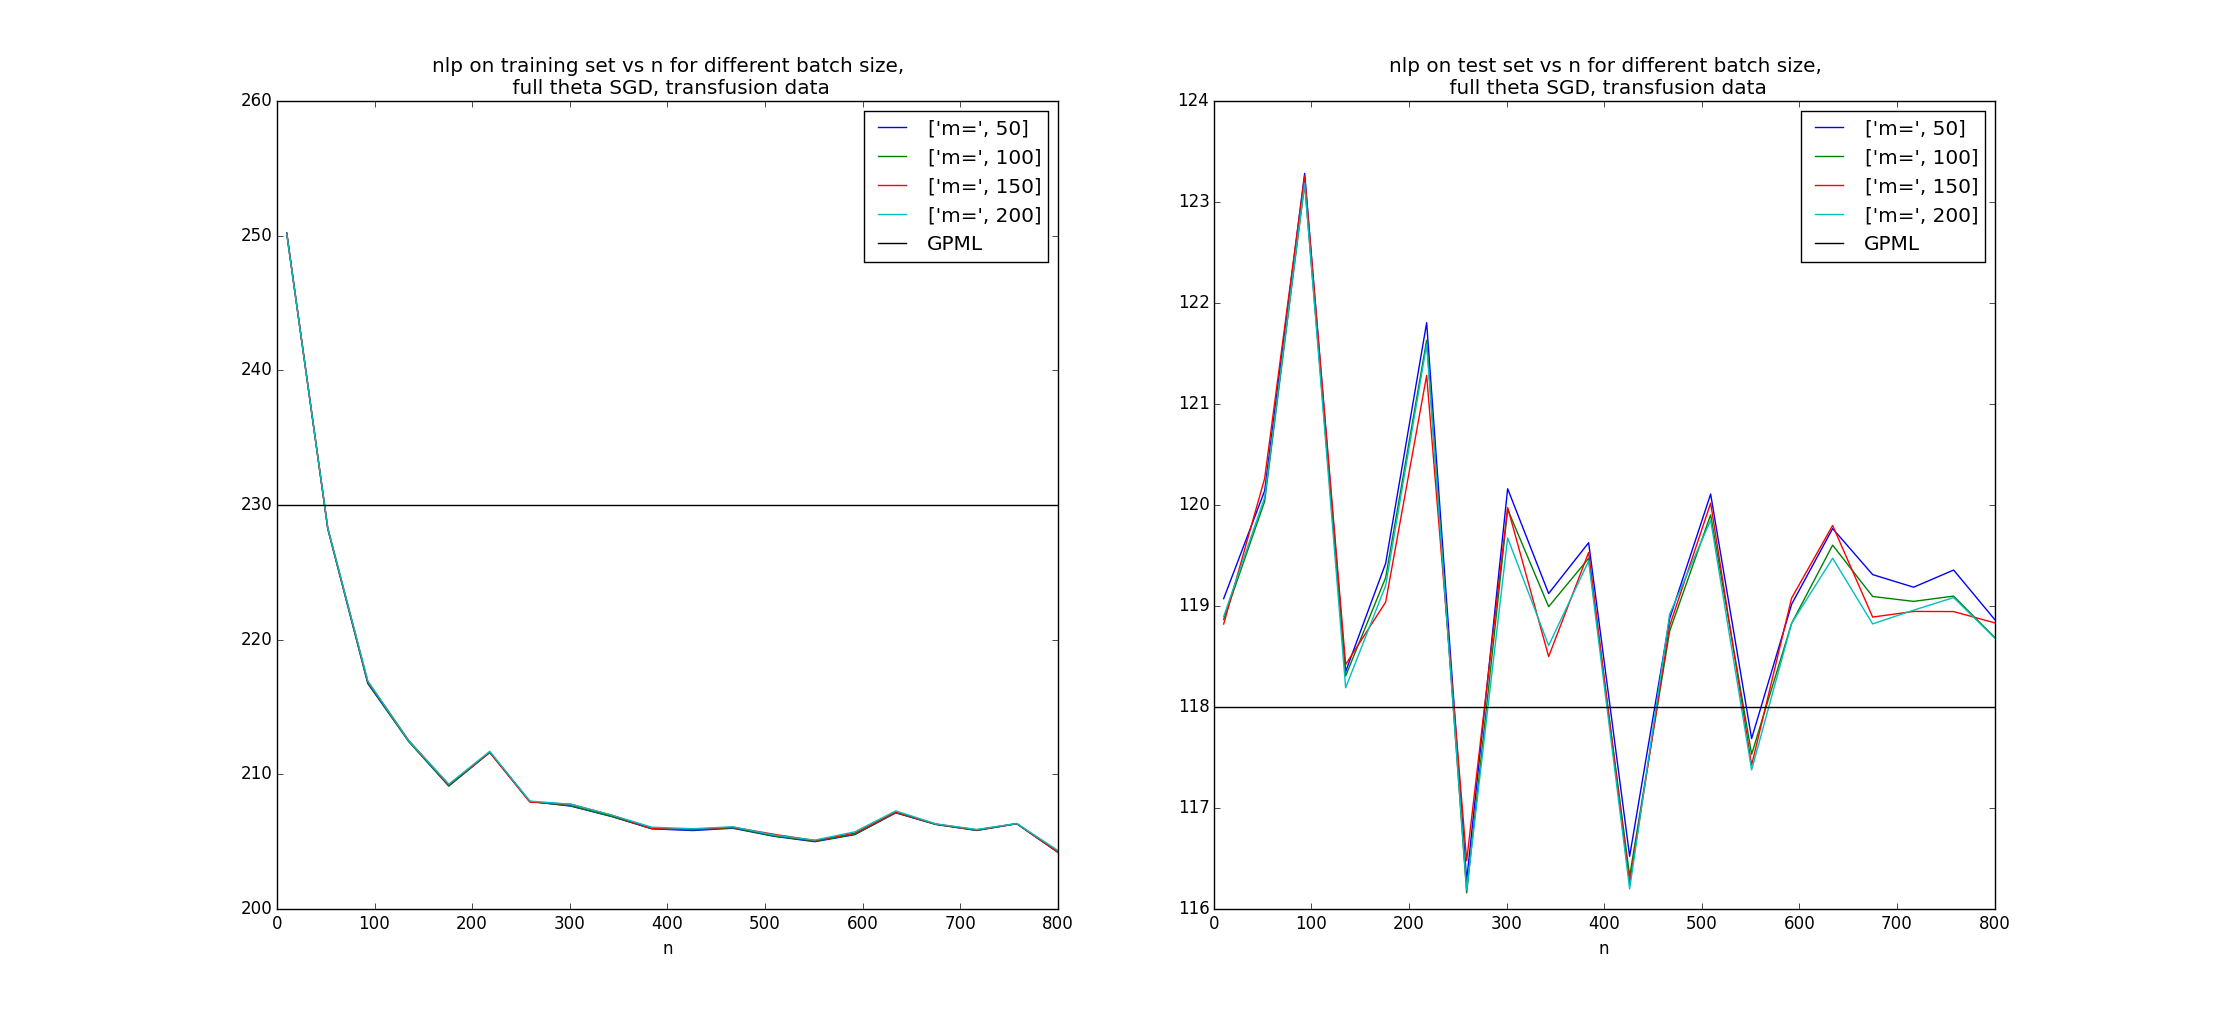 nlp on training set vs n for different batch size,
full theta SGD, transfusion data
260
250
240
230
220
210
200
0 100 200 300 400 500 600 700 800
n
['m=', 50]
['m=', 100]
['m=', 150]
['m=', 200]
GPML
nlp on test set vs n for different batch size,
full theta SGD, transfusion data
124
123
122
121
120
119
118
117
116
0 100 200 300 400 500 600 700 800
n
['m=', 50]
['m=', 100]
['m=', 150]
['m=', 200]
GPML